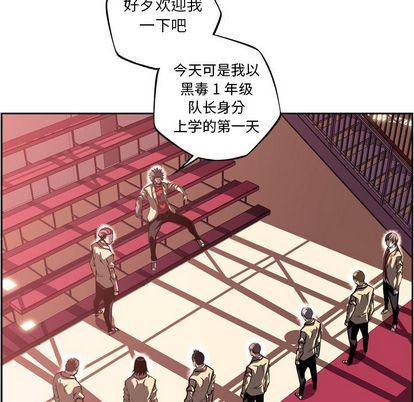 好歹欢迎我
一下吧
今天可是我以
黑毒1年级
队长身分
上学的第一天